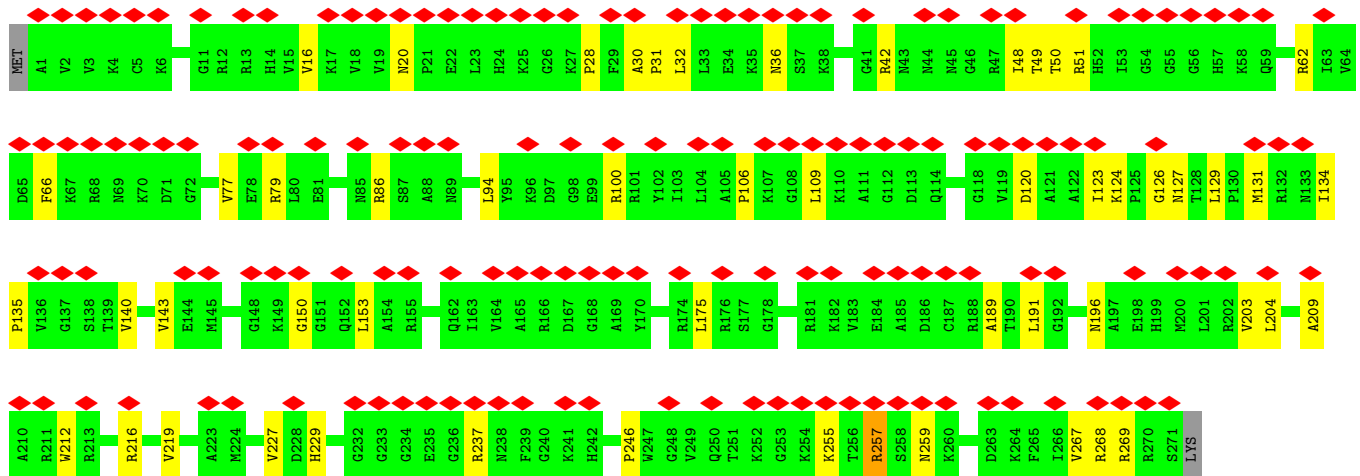 MET A1 V2 V3 K4 C5 K6 G11 R12 R13 H14 V15 V16 K17 V18 V19 N20 P21 E22 L23 H24 K25 G26 K27 P28 F29 A30 P31 L32 L33 E34 K35 N36 S37 K38 G41 R42 N43 N44 N45 G46 R47 I48 T49 T50 R51 H52 I53 G54 G55 G56 H57 K58 Q59 R62 I63 V64
D65 F66 K67 R68 N69 K70 D71 G72 V77 E78 R79 L80 E81 N85 R86 S87 A88 N89 L94 Y95 K96 D97 G98 E99 R100 R101 Y102 I103 L104 A105 P106 K107 G108 L109 K110 A111 G112 D113 Q114 G118 V119 D120 A121 A122 I123 K124 P125 G126 N127 T128 L129 P130 M131 R132 N133 I134
P135 V136 G137 S138 T139 V140 V143 E144 M145 G148 K149 G150 G151 Q152 L153 A154 R155 Q162 I163 V164 A165 R166 D167 G168 A169 Y170 R174 L175 R176 S177 G178 R181 K182 V183 E184 A185 D186 C187 R188 A189 T190 L191 G192 N196 A197 E198 H199 M200 L201 R202 V203 L204 A209
A210 R211 W212 R213 R216 V219 A223 M224 V227 D228 H229 G232 G233 G234 E235 G236 R237 N238 F239 G240 K241 H242 P246 W247 G248 V249 Q250 T251 K252 G253 K254 K255 T256 R257 S258 N259 K260 D263 K264 F265 I266 V267 R268 R269 R270 S271 LYS